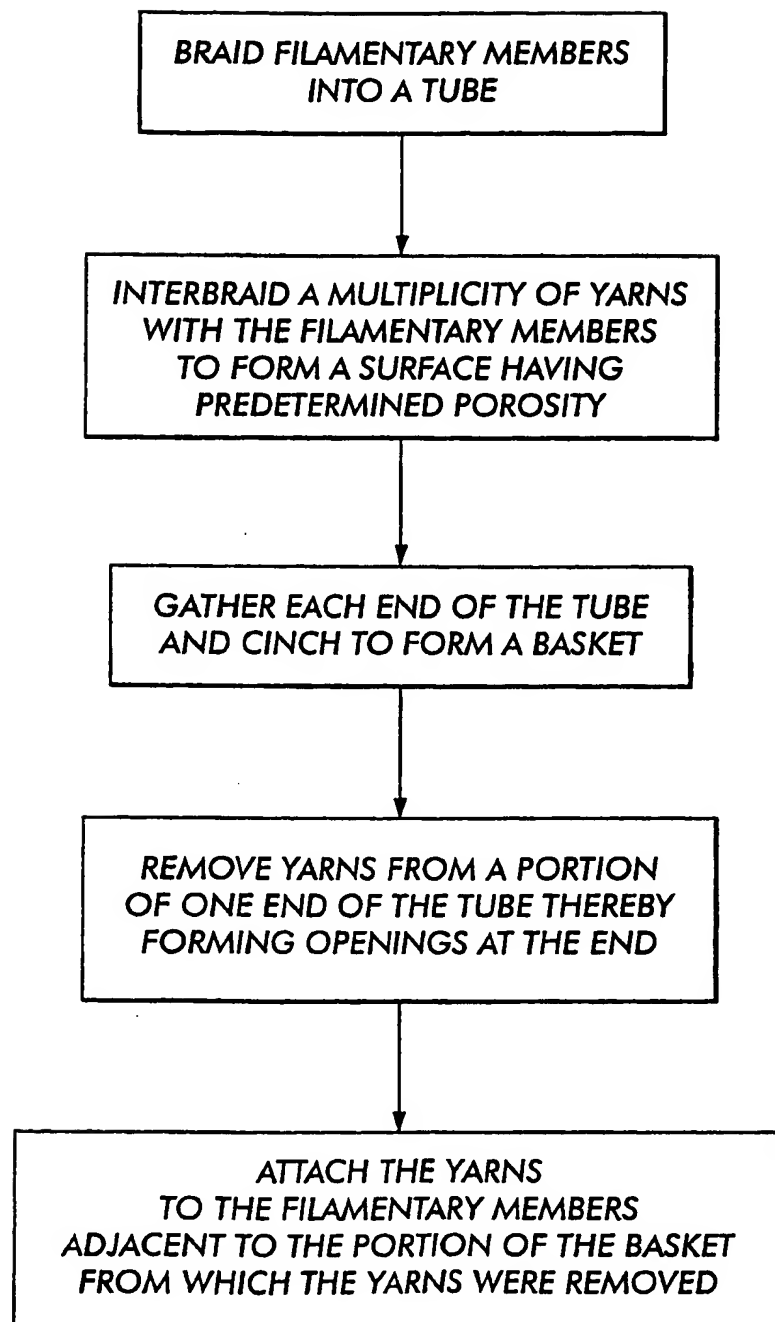 BRAID FILAMENTARY MEMBERS
INTO A TUBE
INTERBRAID A MULTIPLICITY OF YARNS
WITH THE FILAMENTARY MEMBERS
TO FORM A SURFACE HAVING
PREDETERMINED POROSITY
GATHER EACH END OF THE TUBE
AND CINCH TO FORM A BASKET
REMOVE YARNS FROM A PORTION
OF ONE END OF THE TUBE THEREBY
FORMING OPENINGS AT THE END
ATTACH THE YARNS
TO THE FILAMENTARY MEMBERS
ADJACENT TO THE PORTION OF THE BASKET
FROM WHICH THE YARNS WERE REMOVED